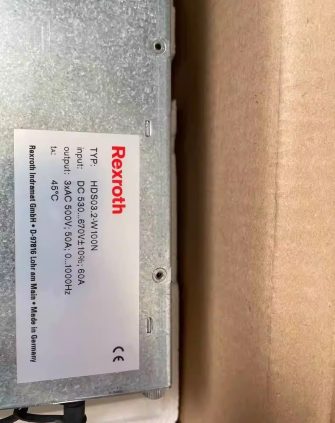 Rexroth
TYP: HDS03.2-W100N
input: DC 530...670V±10%; 60A
output: 3xAC 500V; 50A; 0...1000Hz
tA: 45°C
CE
Rexroth Indramat GmbH • D-97816 Lohr am Main • Made in Germany